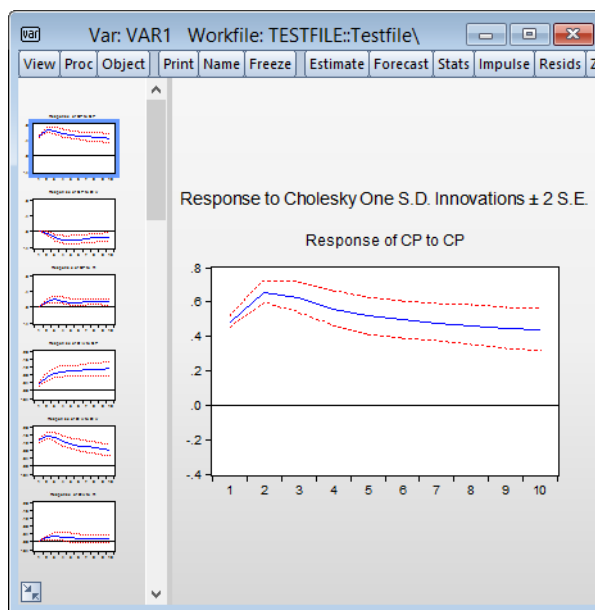 var Var: VAR1 Workfile: TESTFILE::Testfile\
View Proc Object Print Name Freeze Estimate Forecast Stats Impulse Resids
Response to Cholesky One S.D. Innovations ± 2 S.E.
Response of CP to CP
.8
.6
.4
.2
.0
-.2
-.4
1 2 3 4 5 6 7 8 9 10